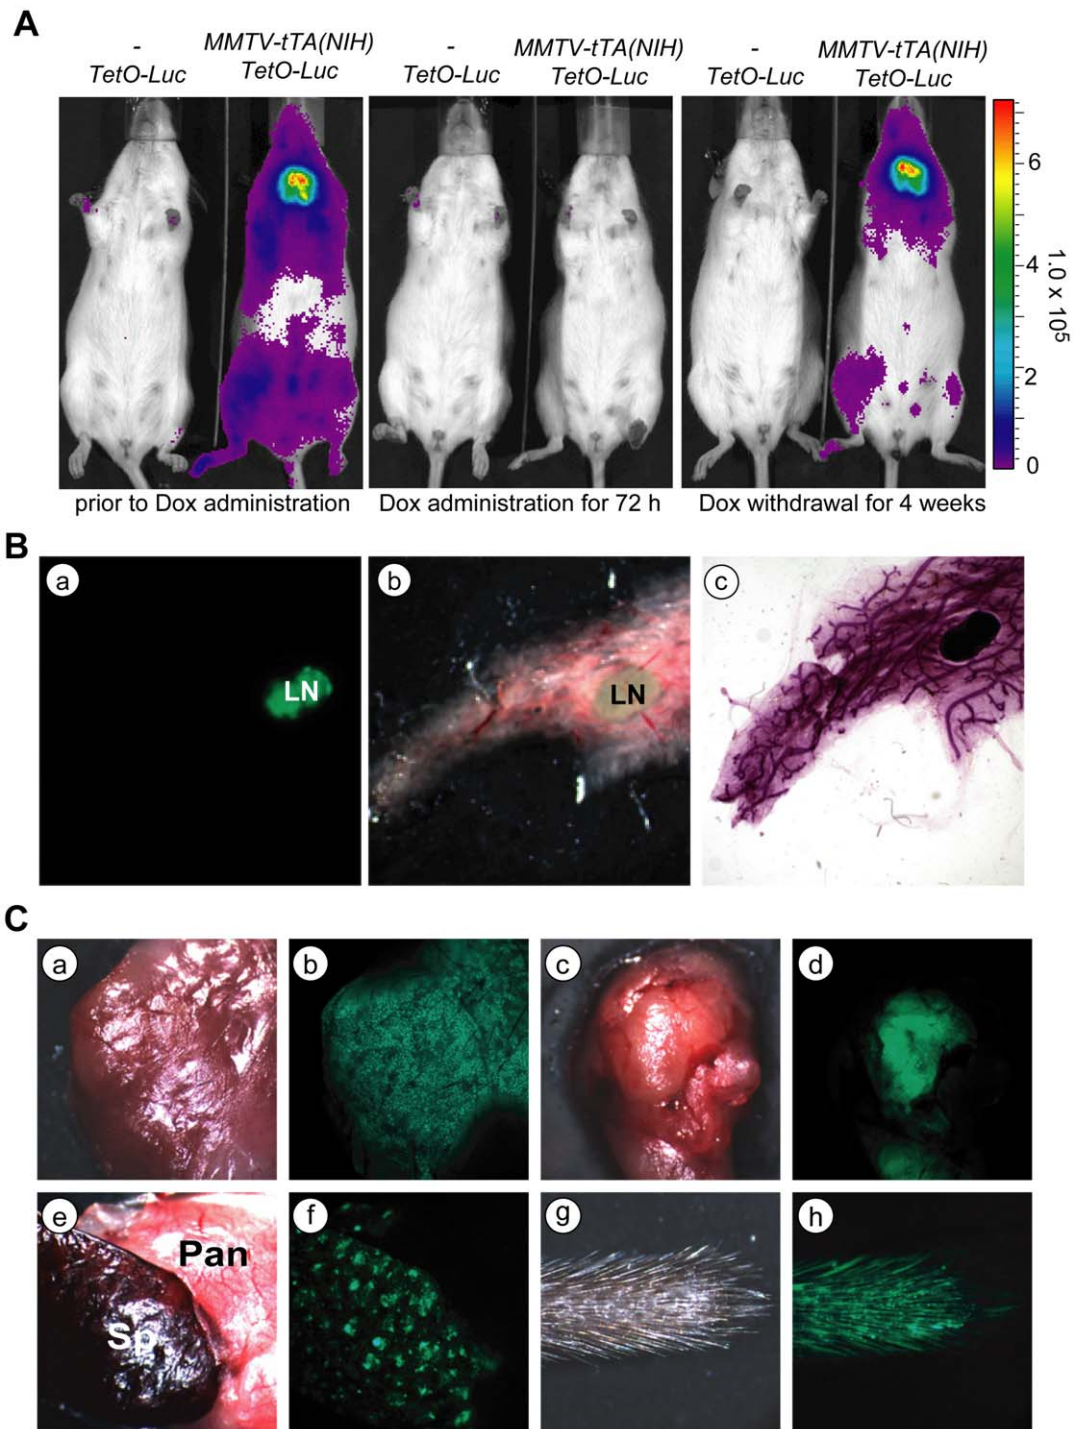 A
-
TetO-Luc
MMTV-tTA(NIH)
TetO-Luc
-
TetO-Luc
MMTV-tTA(NIH)
TetO-Luc
-
TetO-Luc
MMTV-tTA(NIH)
TetO-Luc
6
4
2
0
1.0 x 10⁵
prior to Dox administration
Dox administration for 72 h
Dox withdrawal for 4 weeks
B
a
LN
b
LN
c
C
a
b
c
d
e
Pan
Sp
f
g
h